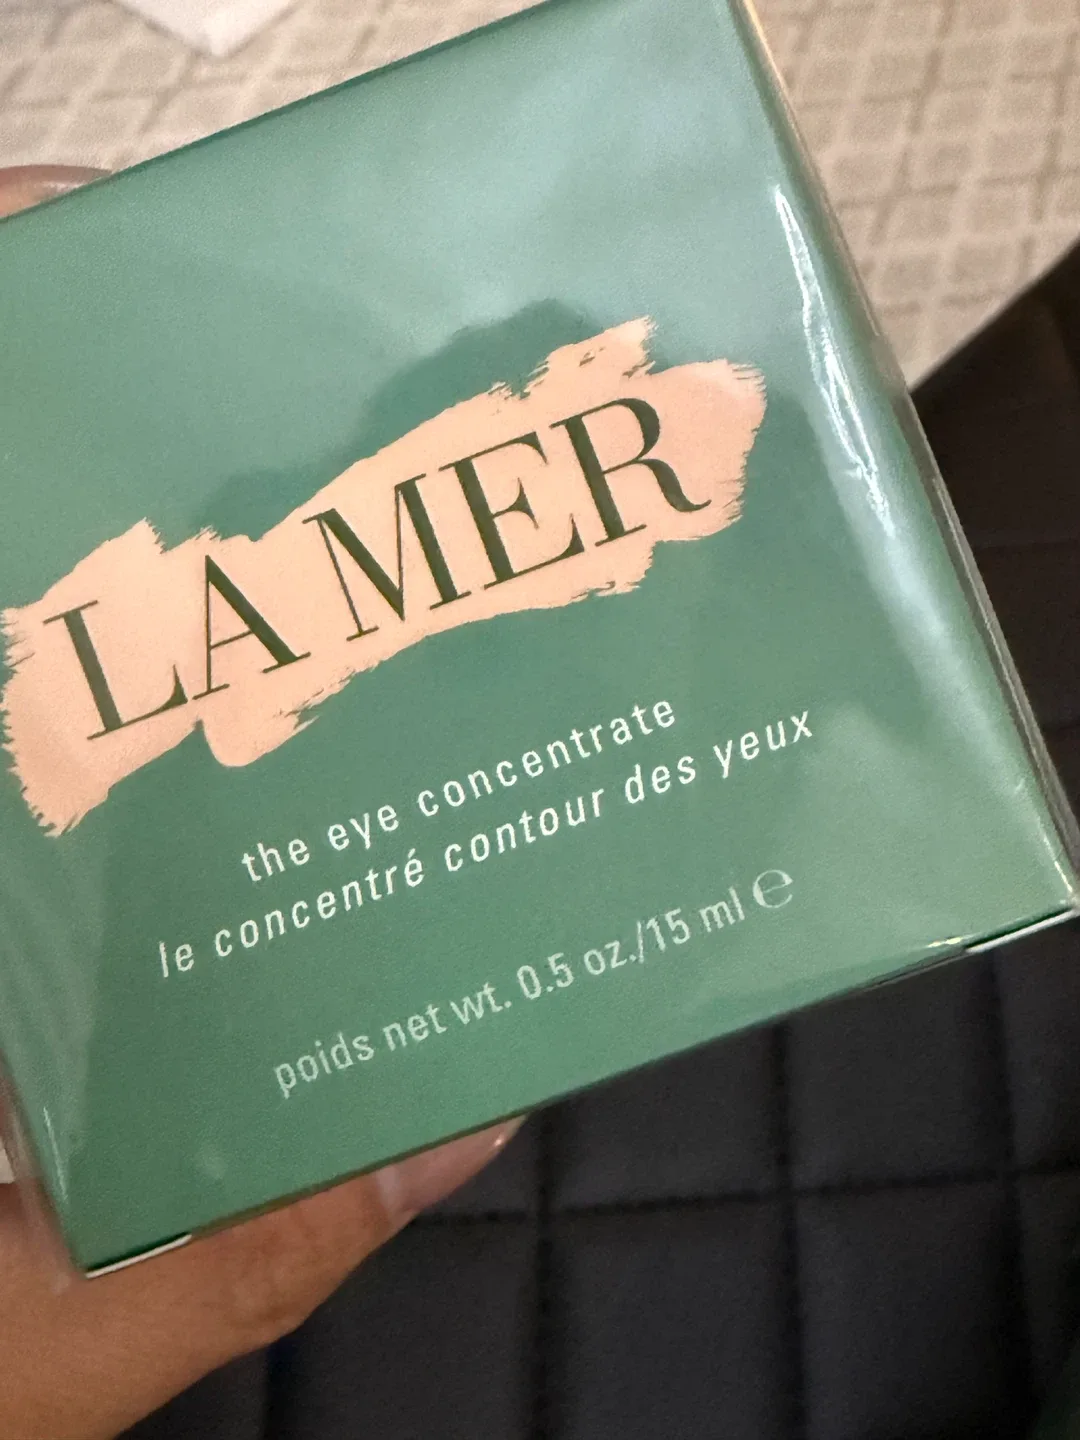 LA MER
the eye concentrate
le concentré contour des yeux
poids net wt. 0.5 oz./15 ml ℮